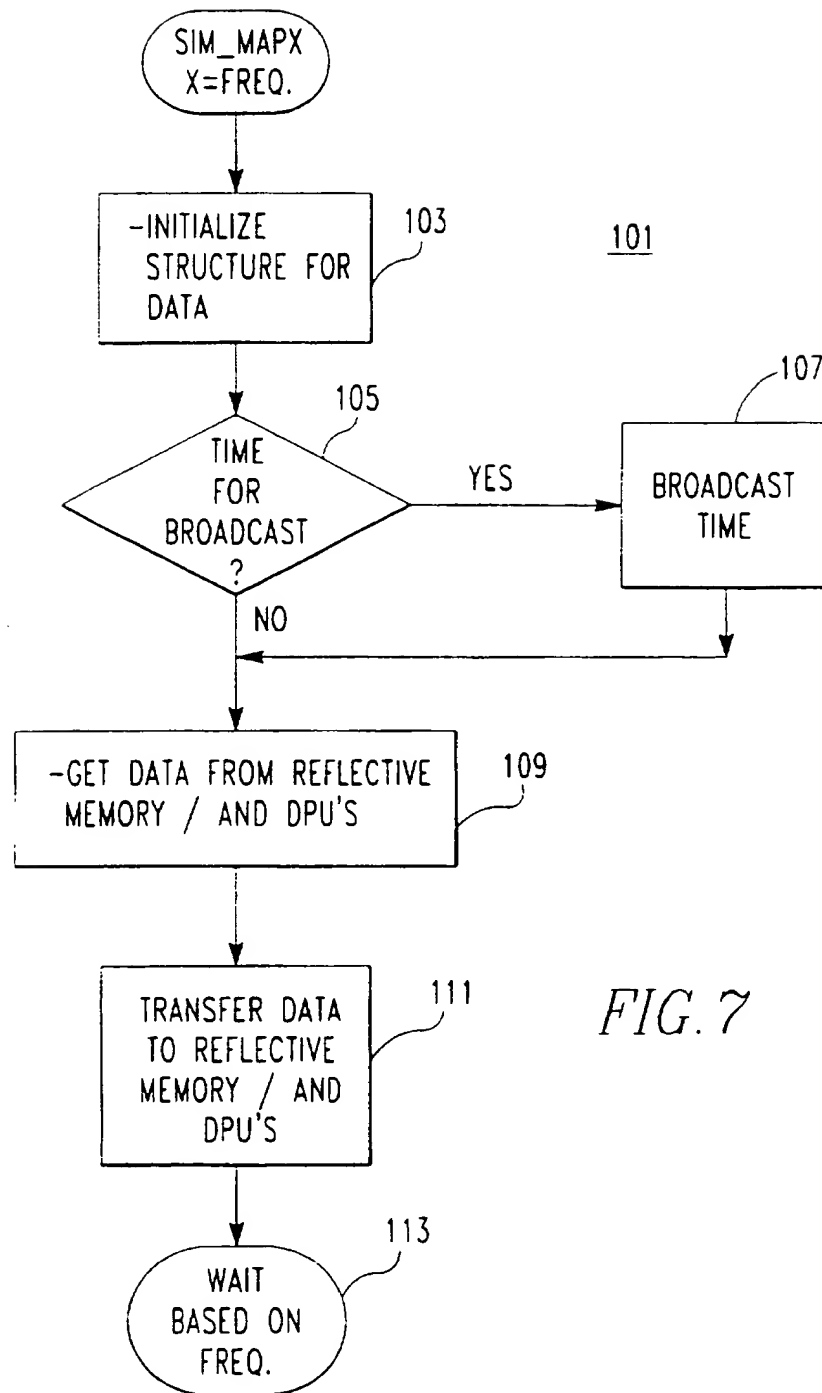 SIM_MAPX
X=FREQ.
-INITIALIZE
STRUCTURE FOR
DATA
103
101
105
TIME
FOR
BROADCAST
?
YES
107
BROADCAST
TIME
NO
-GET DATA FROM REFLECTIVE
MEMORY / AND DPU'S
109
TRANSFER DATA
TO REFLECTIVE
MEMORY / AND
DPU'S
111
FIG. 7
113
WAIT
BASED ON
FREQ.